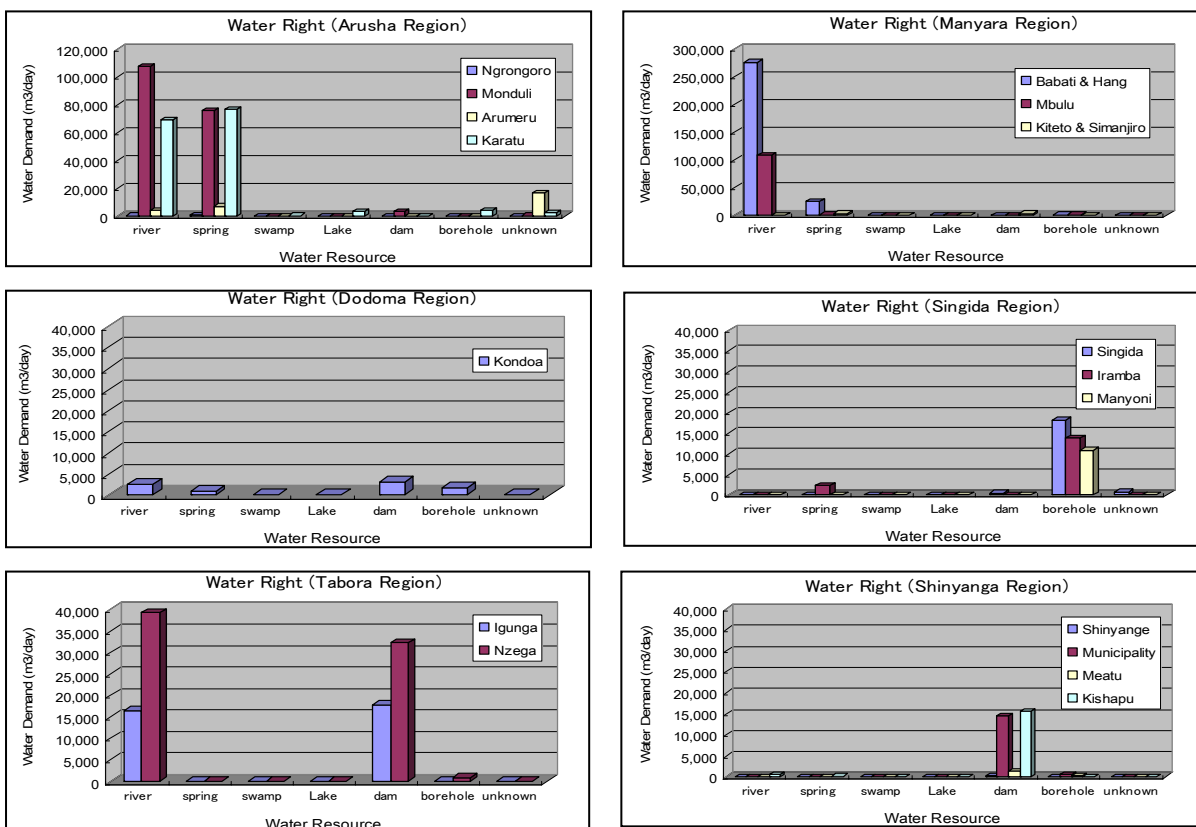 Water Right (Arusha Region)
Water Demand (m3/day)
120,000
100,000
80,000
60,000
40,000
20,000
0
Ngrongoro
Monduli
Arumeru
Karatu
river spring swamp Lake dam borehole unknown
Water Resource
Water Right (Manyara Region)
Water Demand (m3/day)
300,000
250,000
200,000
150,000
100,000
50,000
0
Babati & Hang
Mbulu
Kiteto & Simanjiro
river spring swamp Lake dam borehole unknown
Water Resource
Water Right (Dodoma Region)
Water Demand (m3/day)
40,000
35,000
30,000
25,000
20,000
15,000
10,000
5,000
0
Kondoa
river spring swamp Lake dam borehole unknown
Water Resource
Water Right (Singida Region)
Water Demand (m3/day)
40,000
35,000
30,000
25,000
20,000
15,000
10,000
5,000
0
Singida
Iramba
Manyoni
river spring swamp Lake dam borehole unknown
Water Resource
Water Right (Tabora Region)
Water Demand (m3/day)
40,000
35,000
30,000
25,000
20,000
15,000
10,000
5,000
0
Igunga
Nzega
river spring swamp Lake dam borehole unknown
Water Resource
Water Right (Shinyanga Region)
Water Demand (m3/day)
40,000
35,000
30,000
25,000
20,000
15,000
10,000
5,000
0
Shinyange
Municipality
Meatu
Kishapu
river spring swamp Lake dam borehole unknown
Water Resource